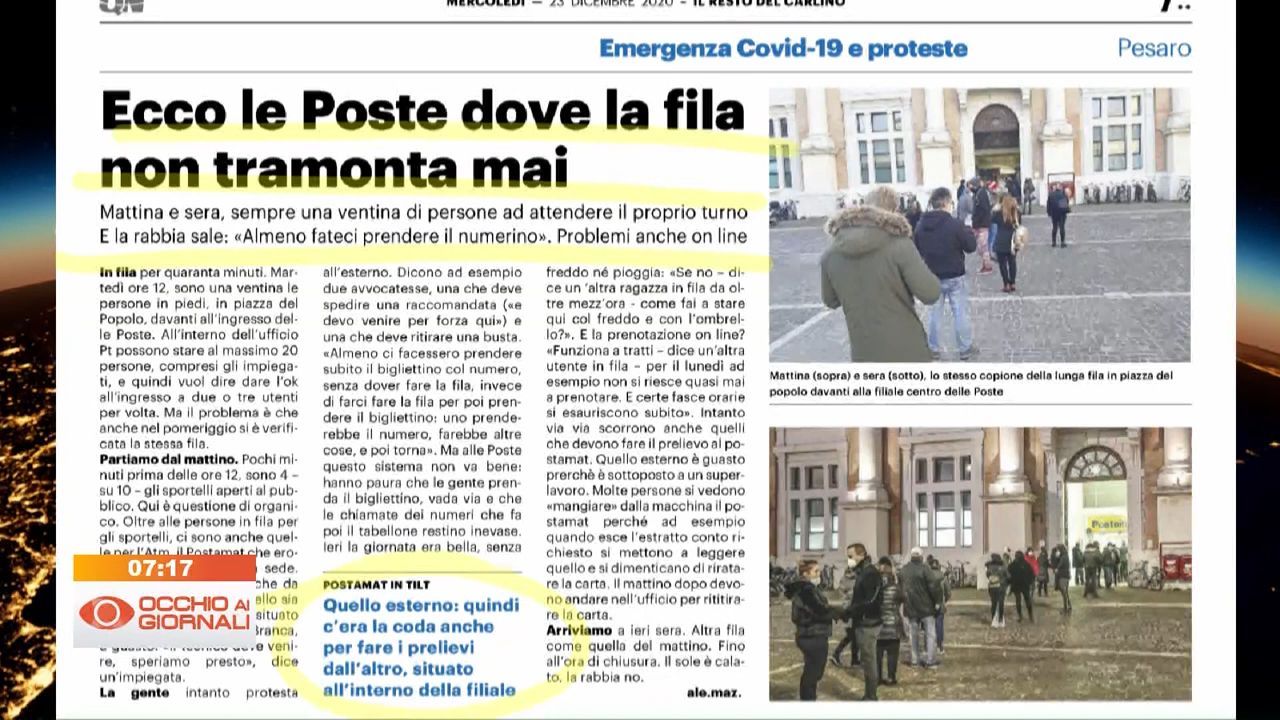 QN
MERCOLEDÌ — 23 DICEMBRE 2020 – IL RESTO DEL CARLINO
Emergenza Covid-19 e proteste
Pesaro
Ecco le Poste dove la fila
non tramonta mai
Mattina e sera, sempre una ventina di persone ad attendere il proprio turno
E la rabbia sale: «Almeno fateci prendere il numerino». Problemi anche on line
In fila per quaranta minuti. Mar-
tedì ore 12, sono una ventina le
persone in piedi, in piazza del
Popolo, davanti all'ingresso del-
le Poste. All'interno dell'ufficio
Pt possono stare al massimo 20
persone, compresi gli impiega-
ti, e quindi vuol dire dare l'ok
all'ingresso a due o tre utenti
per volta. Ma il problema è che
anche nel pomeriggio si è verifi-
cata la stessa fila.
Partiamo dal mattino. Pochi mi-
nuti prima delle ore 12, sono 4 –
su 10 – gli sportelli aperti al pub-
blico. Qui è questione di organi-
co. Oltre alle persone in fila per
gli sportelli, ci sono anche quel-
le per l'Atm, il Postamat che ero-
sede.
che da
situato
Branca,
veni-
re, speriamo presto», dice
un'impiegata.
La gente intanto protesta
all'esterno. Dicono ad esempio
due avvocatesse, una che deve
spedire una raccomandata («e
devo venire per forza qui») e
una che deve ritirare una busta.
«Almeno ci facessero prendere
subito il bigliettino col numero,
senza dover fare la fila, invece
di farci fare la fila per poi pren-
dere il bigliettino: uno prende-
rebbe il numero, farebbe altre
cose, e poi torna». Ma alle Poste
questo sistema non va bene:
hanno paura che le gente pren-
da il bigliettino, vada via e che
le chiamate dei numeri che fa
poi il tabellone restino inevase.
Ieri la giornata era bella, senza
POSTAMAT IN TILT
Quello esterno: quindi
c'era la coda anche
per fare i prelievi
dall'altro, situato
all'interno della filiale
freddo né pioggia: «Se no – di-
ce un 'altra ragazza in fila da ol-
tre mezz'ora - come fai a stare
qui col freddo e con l'ombrel-
lo?». E la prenotazione on line?
«Funziona a tratti – dice un'altra
utente in fila – per il lunedì ad
esempio non si riesce quasi mai
a prenotare. E certe fasce orarie
si esauriscono subito». Intanto
via via scorrono anche quelli
che devono fare il prelievo al po-
stamat. Quello esterno è guasto
prerchè è sottoposto a un super-
lavoro. Molte persone si vedono
«mangiare» dalla macchina il po-
stamat perché ad esempio
quando esce l'estratto conto ri-
chiesto si mettono a leggere
quello e si dimenticano di rirata-
re la carta. Il mattino dopo devo-
no andare nell'ufficio per rititira-
re la carta.
Arriviamo a ieri sera. Altra fila
come quella del mattino. Fino
all'ora di chiusura. Il sole è cala-
to, la rabbia no.
ale.maz.
Mattina (sopra) e sera (sotto), lo stesso copione della lunga fila in piazza del
popolo davanti alla filiale centro delle Poste
07:17
OCCHIO AI
GIORNALI